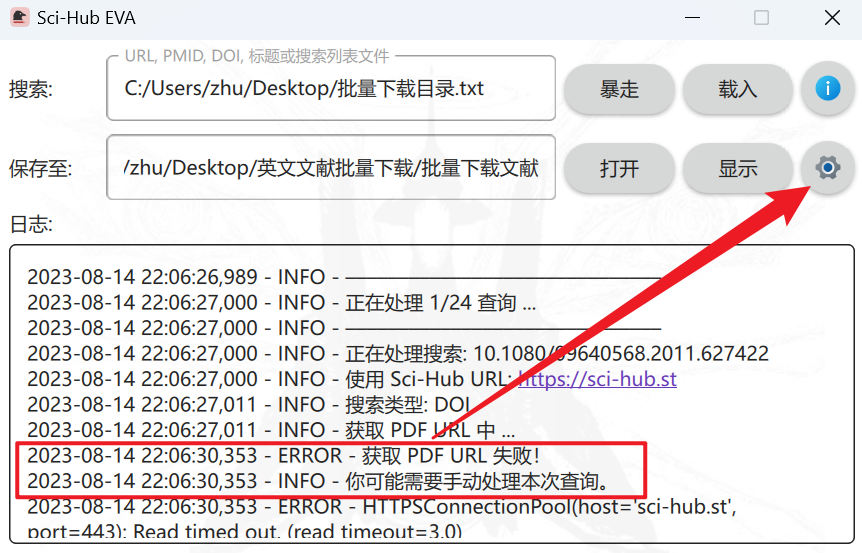 Sci-Hub EVA
URL, PMID, DOI, 标题或搜索列表文件
搜索:
C:/Users/zhu/Desktop/批量下载目录.txt
暴走
载入
保存至:
/zhu/Desktop/英文文献批量下载/批量下载文献
打开
显示
日志:
2023-08-14 22:06:26,989 - INFO - ————————————————
2023-08-14 22:06:27,000 - INFO - 正在处理 1/24 查询 ...
2023-08-14 22:06:27,000 - INFO - ————————————————
2023-08-14 22:06:27,000 - INFO - 正在处理搜索: 10.1080/09640568.2011.627422
2023-08-14 22:06:27,000 - INFO - 使用 Sci-Hub URL: https://sci-hub.st
2023-08-14 22:06:27,011 - INFO - 搜索类型: DOI
2023-08-14 22:06:27,011 - INFO - 获取 PDF URL 中 ...
2023-08-14 22:06:30,353 - ERROR - 获取 PDF URL 失败!
2023-08-14 22:06:30,353 - INFO - 你可能需要手动处理本次查询。
2023-08-14 22:06:30,353 - ERROR - HTTPSConnectionPool(host='sci-hub.st',
port=443): Read timed out. (read timeout=3.0)